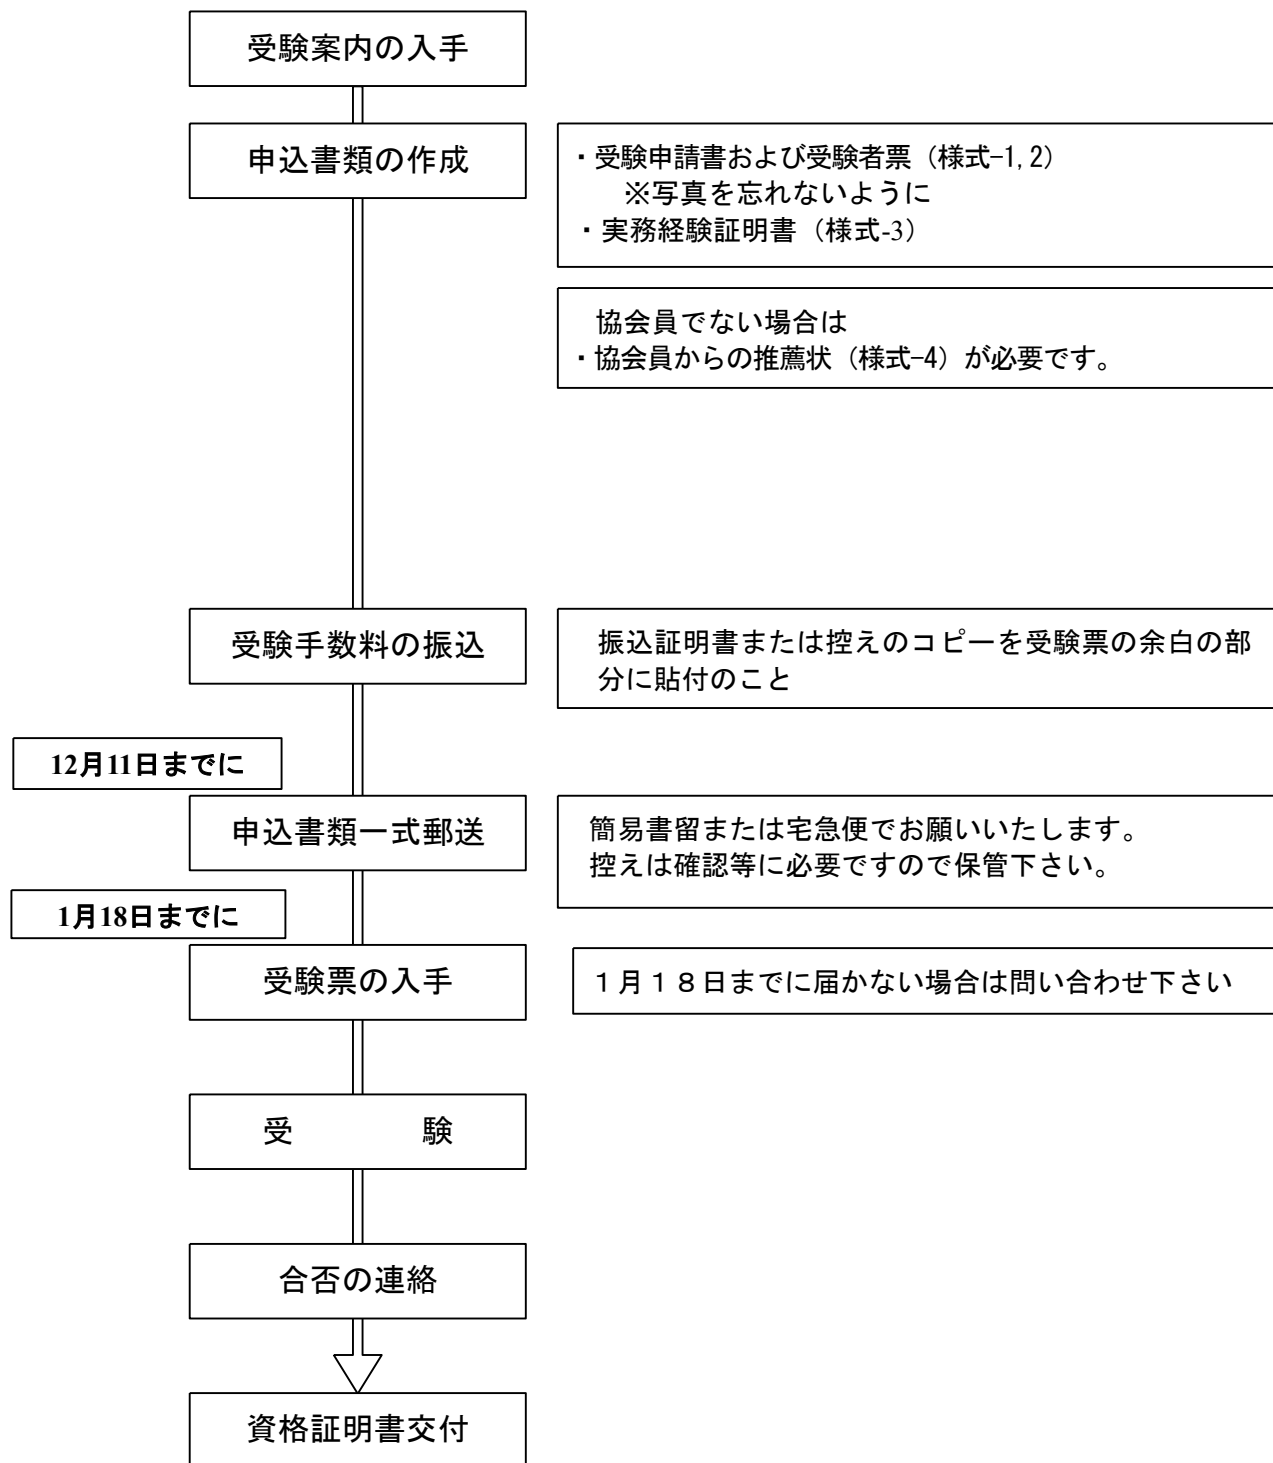 受験案内の入手
申込書類の作成
・受験申請書および受験者票（様式-1,2）
※写真を忘れないように
・実務経験証明書（様式-3）
協会員でない場合は
・協会員からの推薦状（様式-4）が必要です。
受験手数料の振込
振込証明書または控えのコピーを受験票の余白の部
分に貼付のこと
12月11日までに
申込書類一式郵送
簡易書留または宅急便でお願いいたします。
控えは確認等に必要ですので保管下さい。
1月18日までに
受験票の入手
１月１８日までに届かない場合は問い合わせ下さい
受　　　験
合否の連絡
資格証明書交付